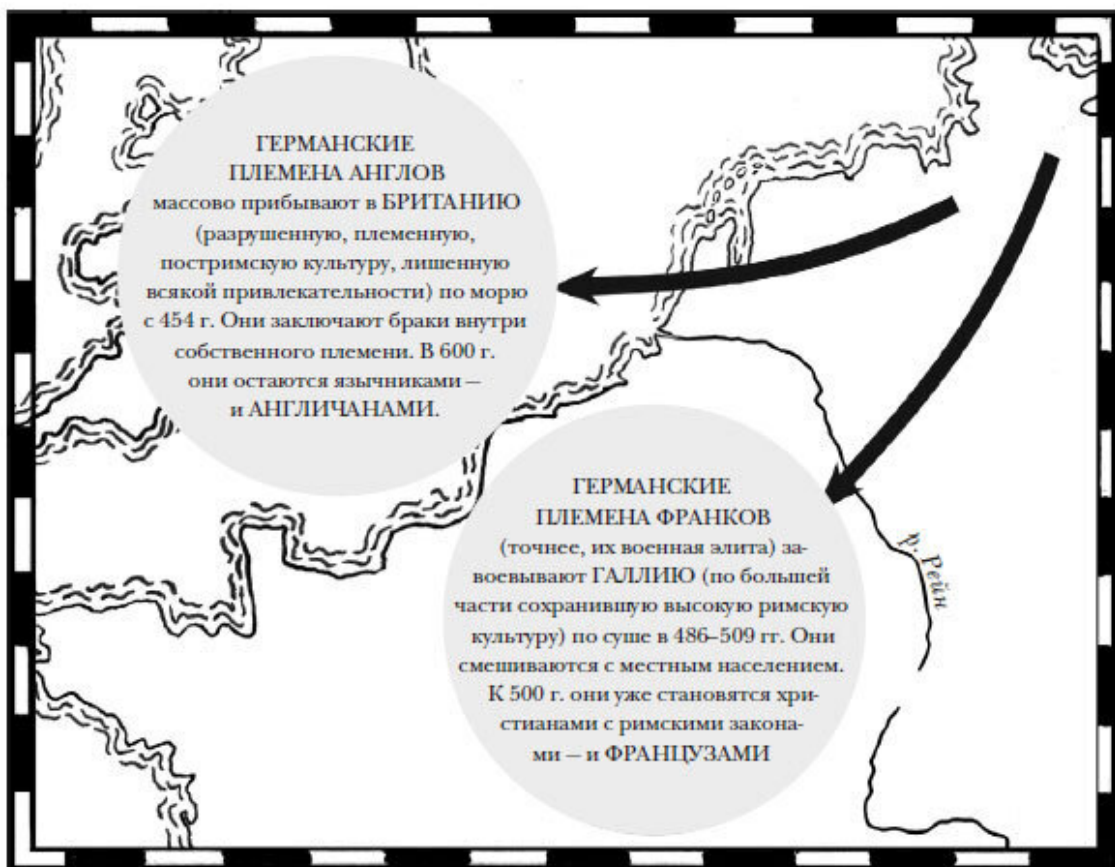 ГЕРМАНСКИЕ
ПЛЕМЕНА АНГЛОВ
массово прибывают в БРИТАНИЮ
(разрушенную, племенную,
постримскую культуру, лишенную
всякой привлекательности) по морю
с 454 г. Они заключают браки внутри
собственного племени. В 600 г.
они остаются язычниками —
и АНГЛИЧАНАМИ.
ГЕРМАНСКИЕ
ПЛЕМЕНА ФРАНКОВ
(точнее, их военная элита) за-
воевывают ГАЛЛИЮ (по большей
части сохранившую высокую римскую
культуру) по суше в 486–509 гг. Они
смешиваются с местным населением.
К 500 г. они уже становятся хри-
стианами с римскими закона-
ми — и ФРАНЦУЗАМИ
р. Рейн